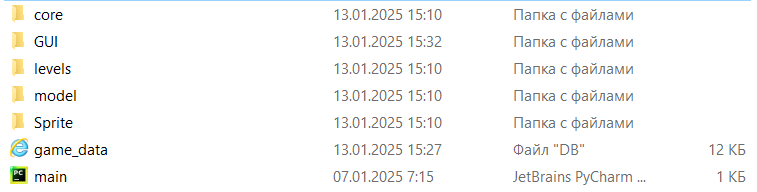 core 13.01.2025 15:10 Папка с файлами
GUI 13.01.2025 15:32 Папка с файлами
levels 13.01.2025 15:10 Папка с файлами
model 13.01.2025 15:10 Папка с файлами
Sprite 13.01.2025 15:10 Папка с файлами
game_data 13.01.2025 15:27 Файл "DB" 12 КБ
PC main 07.01.2025 7:15 JetBrains PyCharm ... 1 КБ